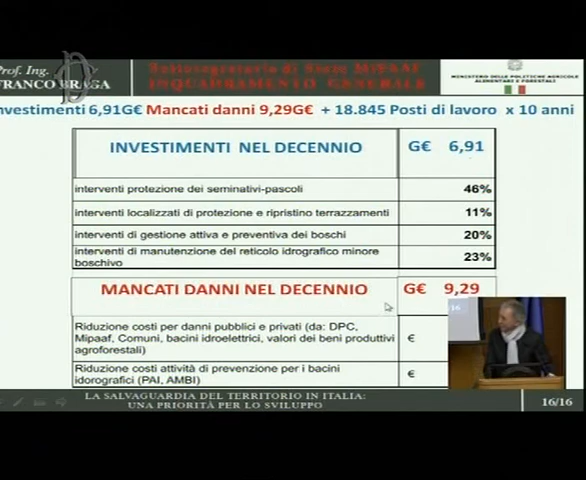 Prof. Ing.
FRANCO BRAGA
Sottosegretario di Stato MIPAAF
INQUADRAMENTO GENERALE
MINISTERO DELLE POLITICHE AGRICOLE
ALIMENTARI E FORESTALI
nvestimenti 6,91G€ Mancati danni 9,29G€ + 18.845 Posti di lavoro x 10 anni
INVESTIMENTI NEL DECENNIO G€ 6,91
interventi protezione dei seminativi-pascoli 46%
interventi localizzati di protezione e ripristino terrazzamenti 11%
interventi di gestione attiva e preventiva dei boschi 20%
interventi di manutenzione del reticolo idrografico minore
boschivo 23%
MANCATI DANNI NEL DECENNIO G€ 9,29
Riduzione costi per danni pubblici e privati (da: DPC,
Mipaaf, Comuni, bacini idroelettrici, valori dei beni produttivi
agroforestali) €
Riduzione costi attività di prevenzione per i bacini
idorografici (PAI, AMBI) €
LA SALVAGUARDIA DEL TERRITORIO IN ITALIA:
UNA PRIORITÀ PER LO SVILUPPO
16/16